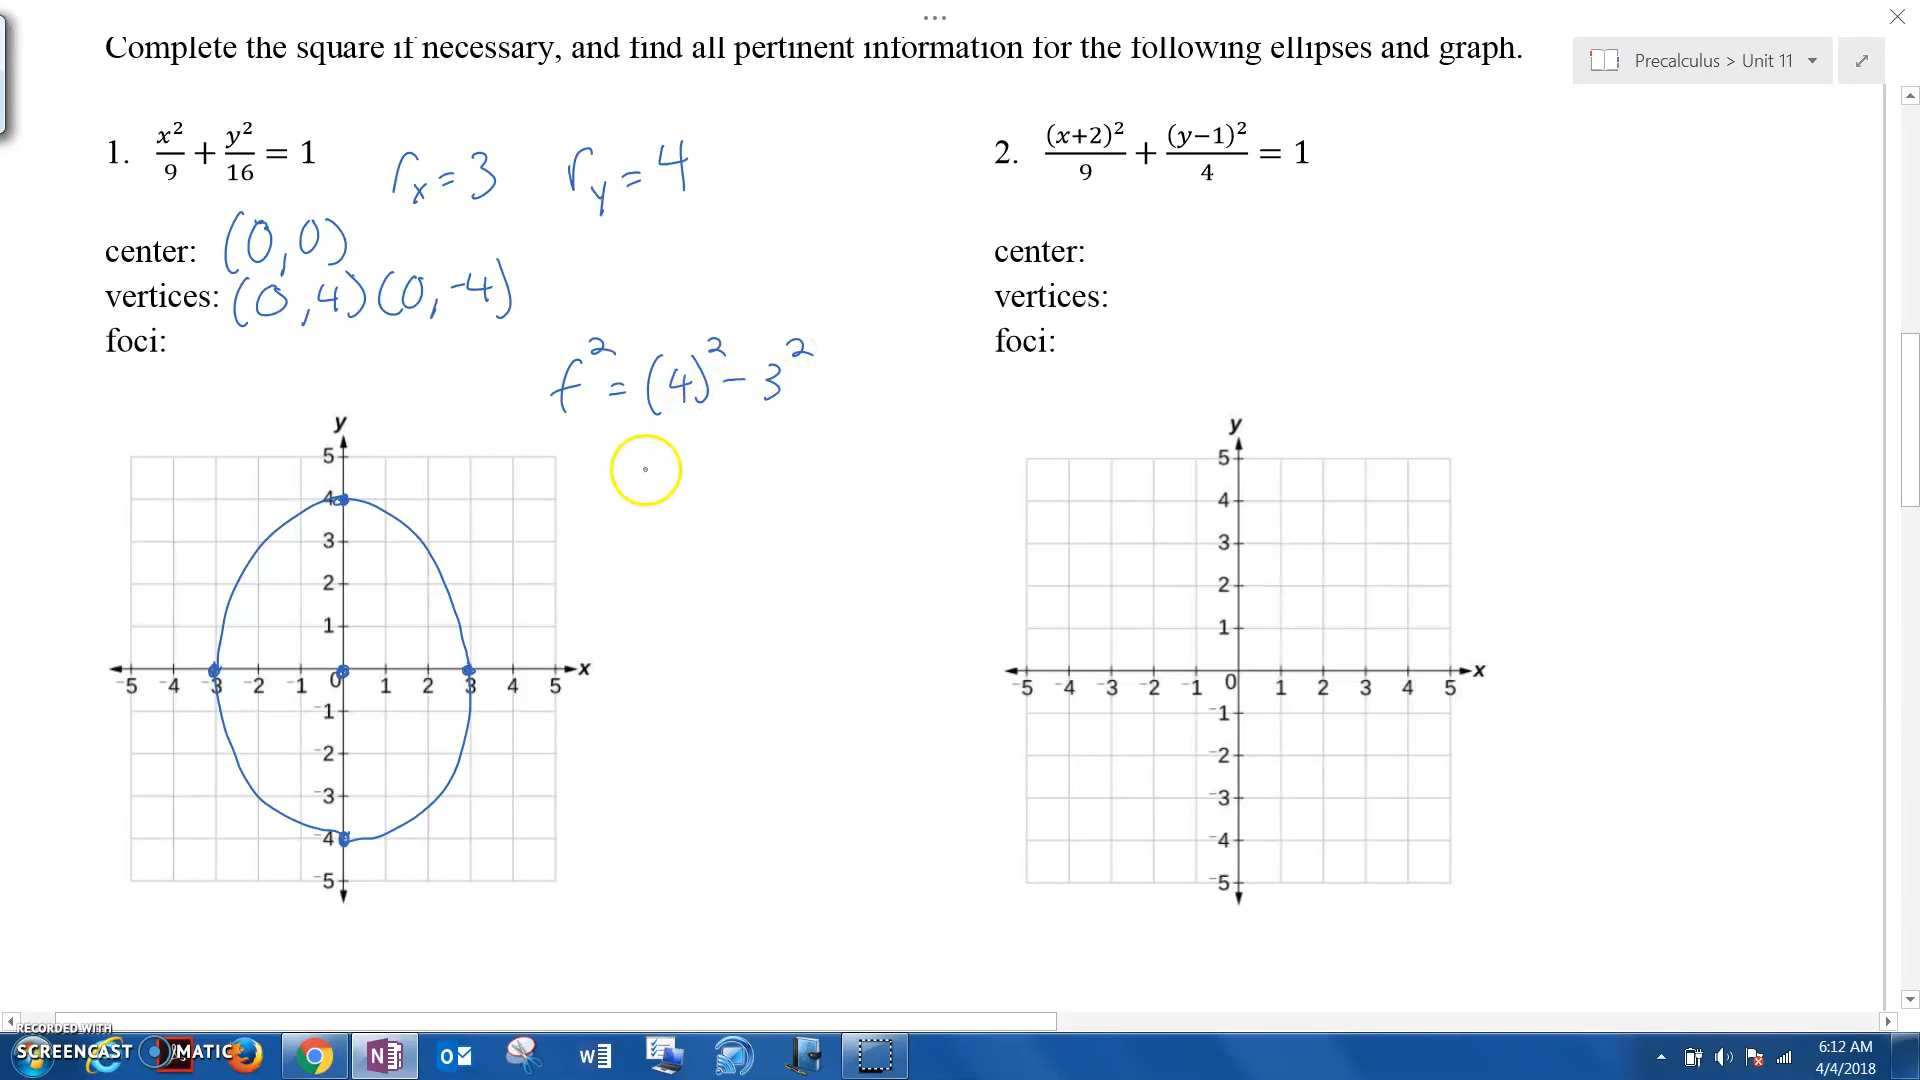 Complete the square if necessary, and find all pertinent information for the following ellipses and graph.
Precalculus > Unit 11
1. x²/9 + y²/16 = 1
rx = 3 ry = 4
center: (0,0)
vertices: (0,4)(0,-4)
foci:
f² = (4)² - 3²
y
5
4
3
2
1
-5 -4 -3 -2 -1 0 1 2 3 4 5 x
-1
-2
-3
-4
-5
2. (x+2)²/9 + (y−1)²/4 = 1
center:
vertices:
foci:
y
5
4
3
2
1
-5 -4 -3 -2 -1 0 1 2 3 4 5 x
-1
-2
-3
-4
-5
RECORDED WITH
SCREENCAST MATIC
6:12 AM
4/4/2018